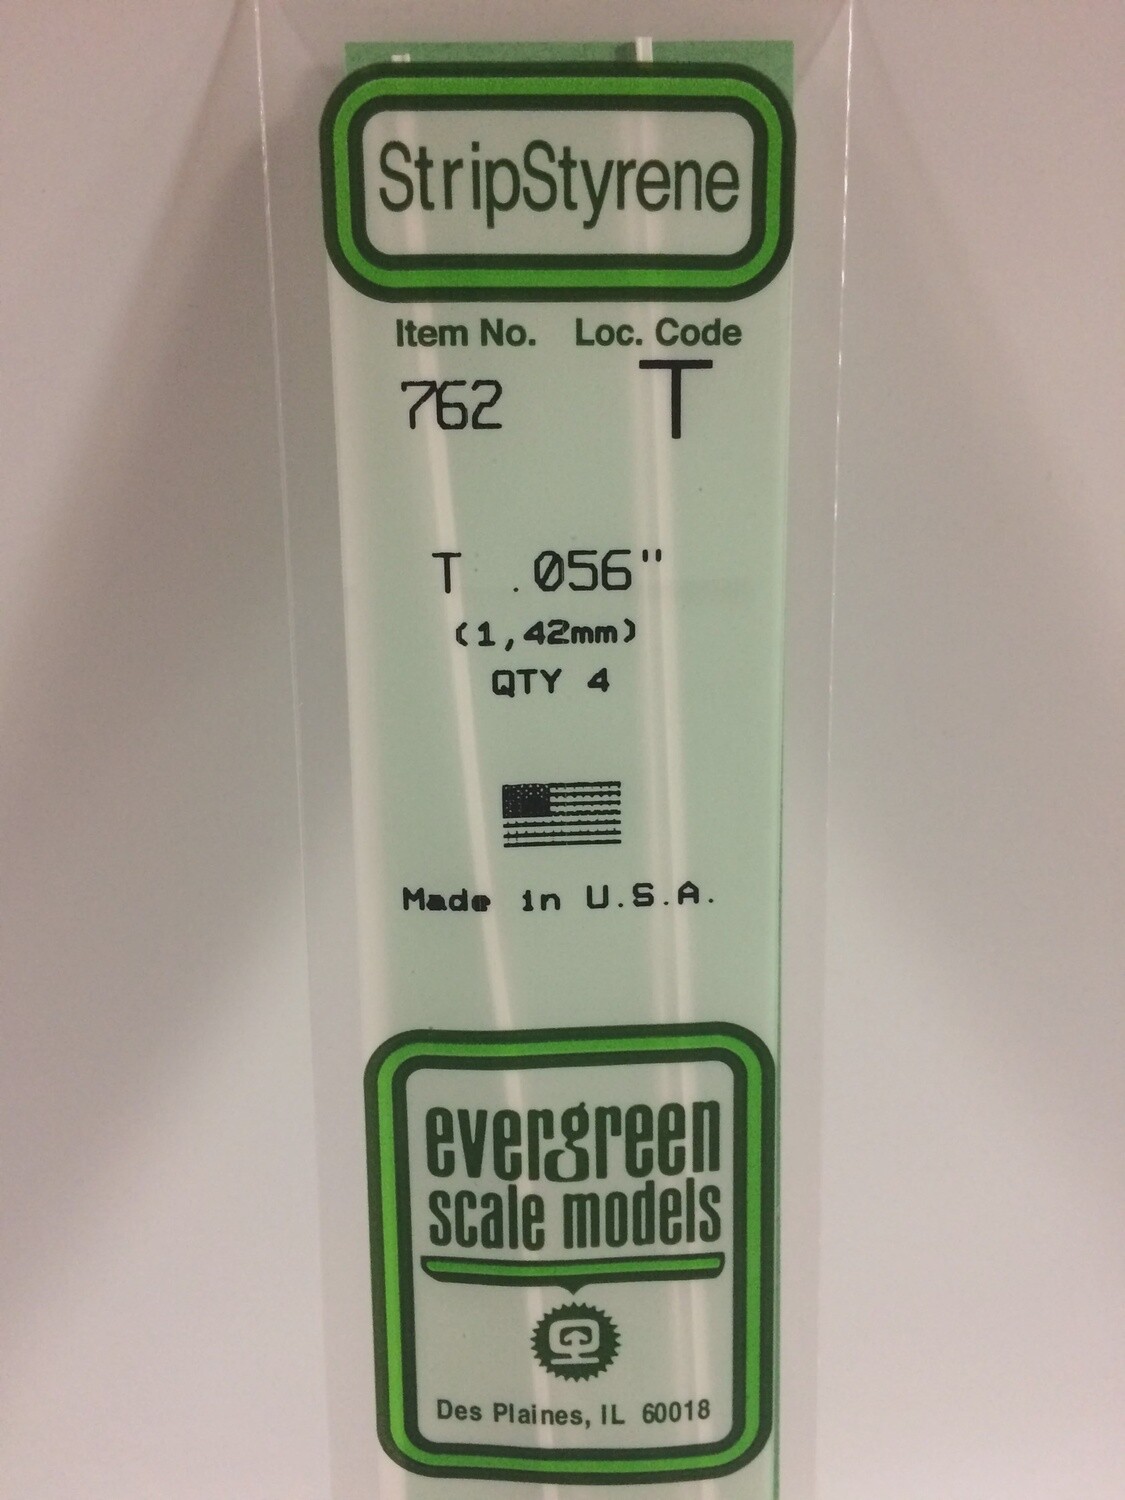 StripStyrene
Item No. Loc. Code
762 T
T .056"
(1,42mm)
QTY 4
Made in U.S.A.
evergreen
scale models
Des Plaines, IL 60018